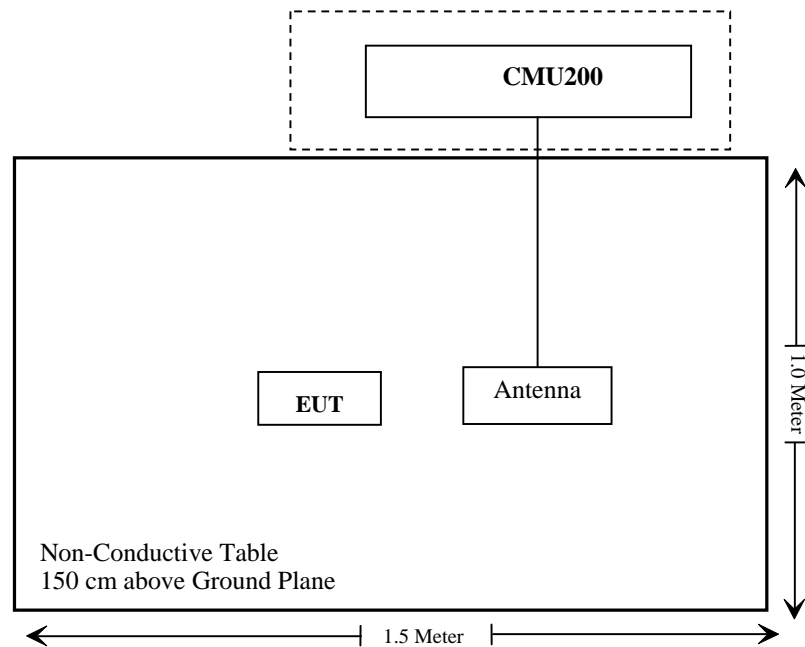 CMU200
EUT
Antenna
1.0 Meter
Non-Conductive Table
150 cm above Ground Plane
1.5 Meter